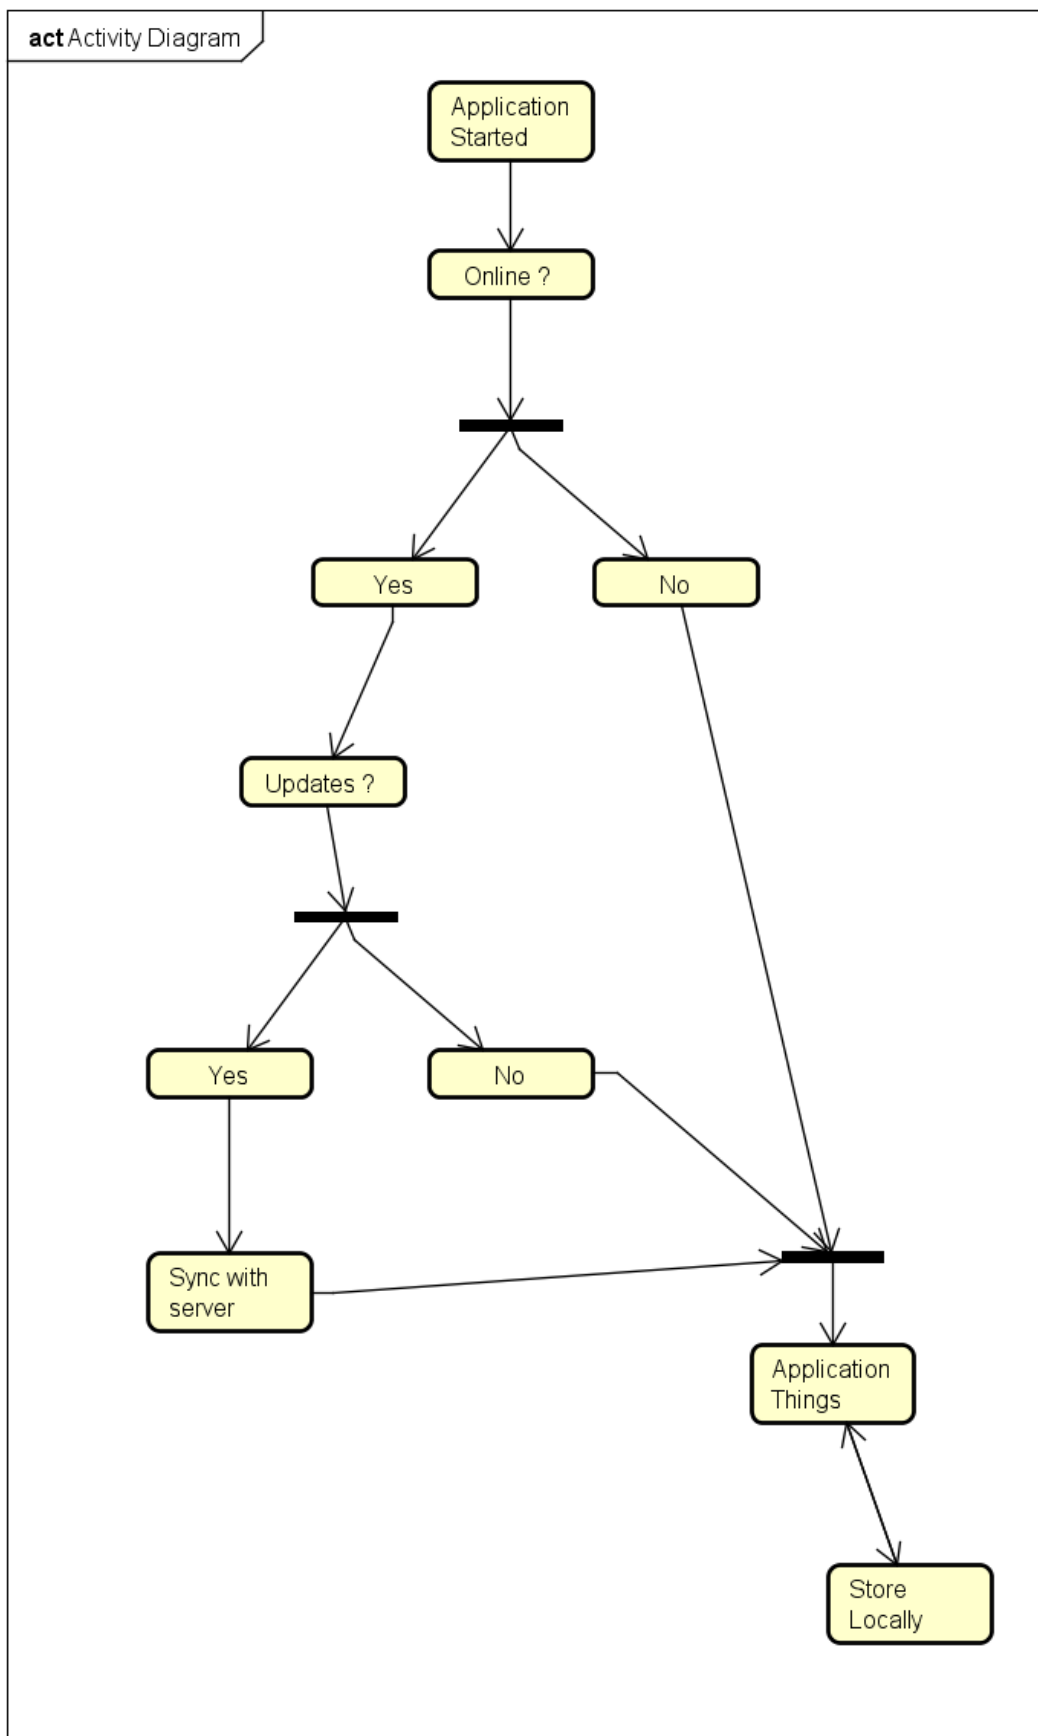 act Activity Diagram
Application
Started
Online ?
Yes
No
Updates ?
Yes
No
Sync with
server
Application
Things
Store
Locally